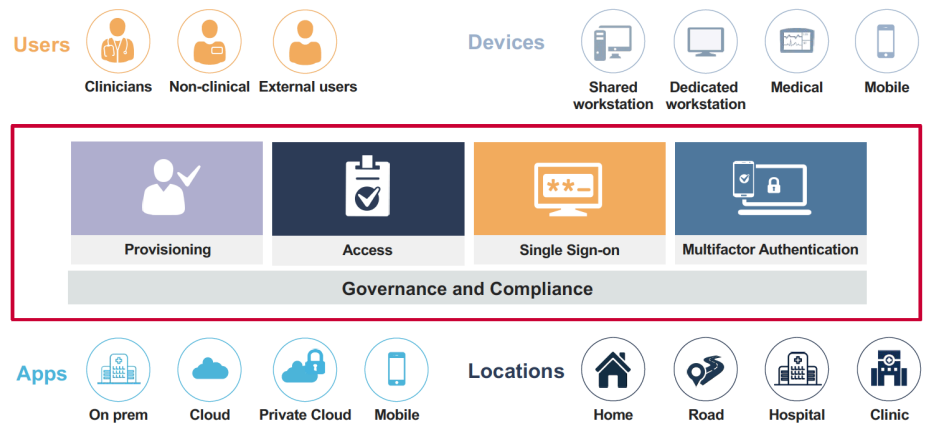 Users
Clinicians
Non-clinical
External users
Devices
Shared
workstation
Dedicated
workstation
Medical
Mobile
Provisioning
Access
**_
Single Sign-on
Multifactor Authentication
Governance and Compliance
Apps
On prem
Cloud
Private Cloud
Mobile
Locations
Home
Road
Hospital
Clinic